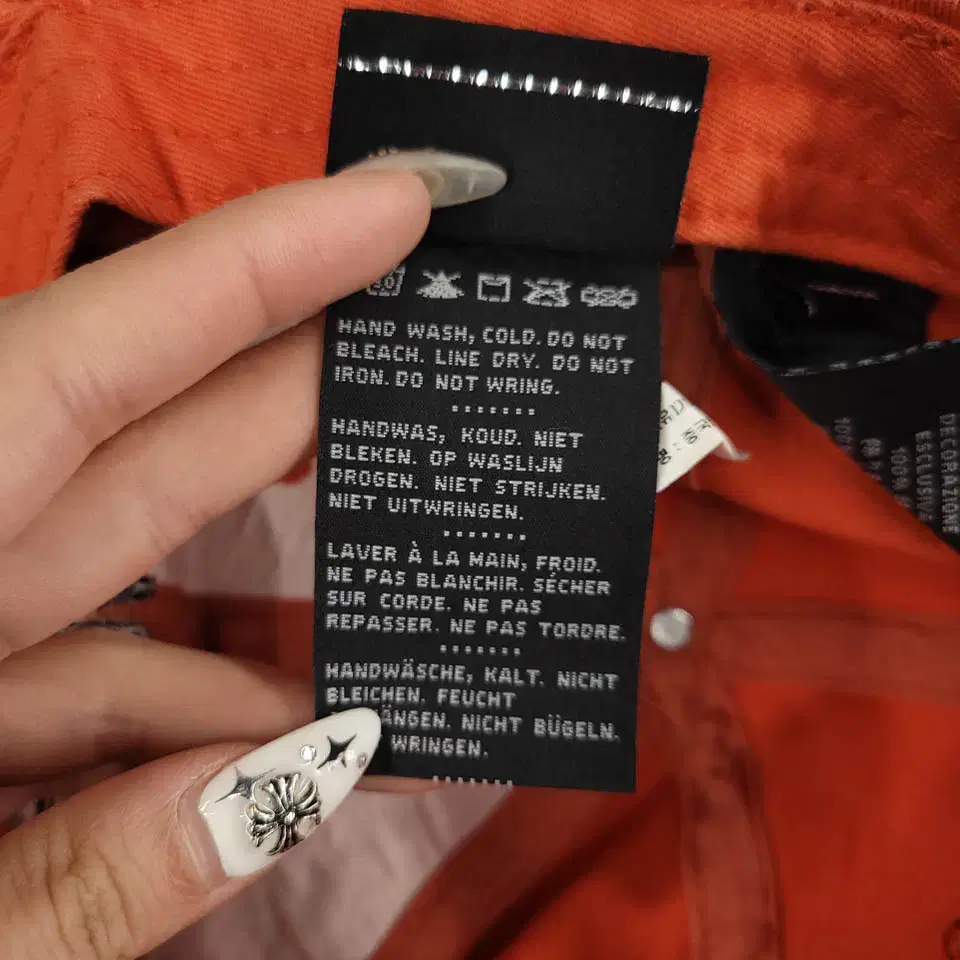 HAND WASH, COLD. DO NOT
BLEACH. LINE DRY. DO NOT
IRON. DO NOT WRING.
HANDWAS, KOUD. NIET
BLEKEN. OP WASLIJN
DROGEN. NIET STRIJKEN.
NIET UITWRINGEN.
LAVER À LA MAIN, FROID.
NE PAS BLANCHIR. SÉCHER
SUR CORDE. NE PAS
REPASSER. NE PAS TORDRE.
HANDWÄSCHE, KALT. NICHT
BLEICHEN. FEUCHT
ÄNGEN. NICHT BÜGELN.
WRINGEN.
DECORAZIONE
ESCLUSIV
100%